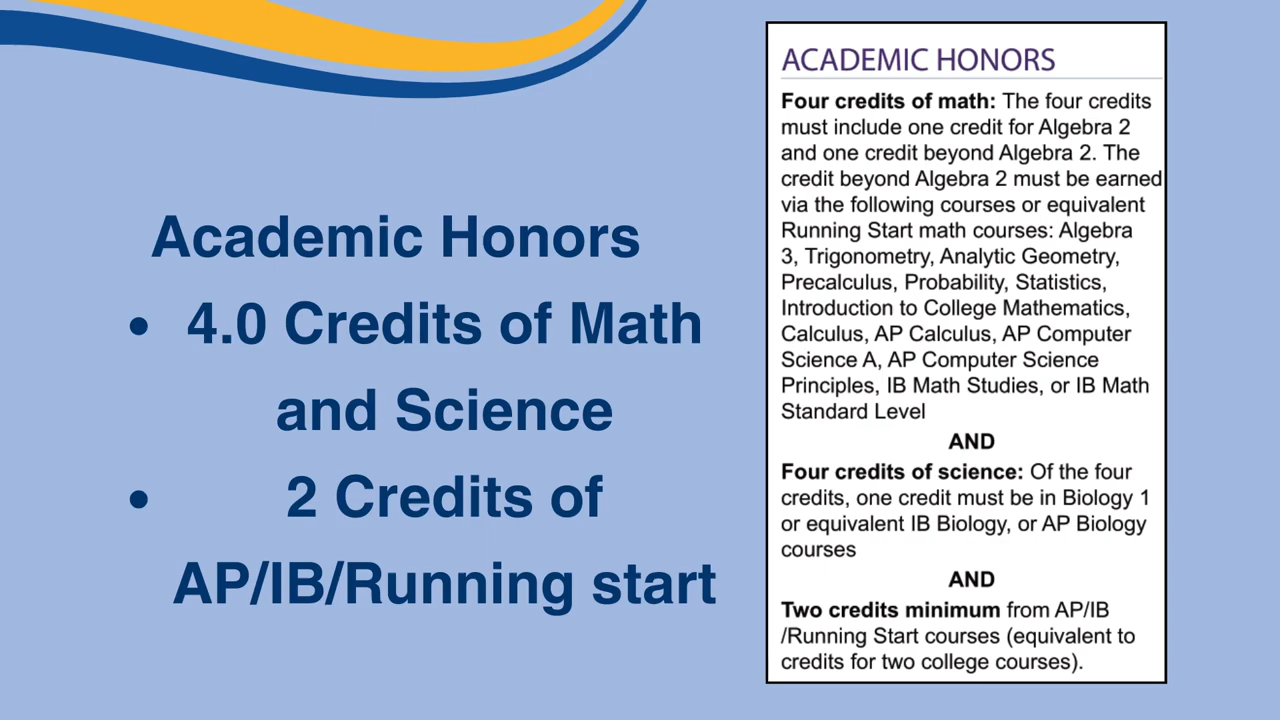 Academic Honors
• 4.0 Credits of Math
and Science
• 2 Credits of
AP/IB/Running start
ACADEMIC HONORS
Four credits of math: The four credits
must include one credit for Algebra 2
and one credit beyond Algebra 2. The
credit beyond Algebra 2 must be earned
via the following courses or equivalent
Running Start math courses: Algebra
3, Trigonometry, Analytic Geometry,
Precalculus, Probability, Statistics,
Introduction to College Mathematics,
Calculus, AP Calculus, AP Computer
Science A, AP Computer Science
Principles, IB Math Studies, or IB Math
Standard Level
AND
Four credits of science: Of the four
credits, one credit must be in Biology 1
or equivalent IB Biology, or AP Biology
courses
AND
Two credits minimum from AP/IB
/Running Start courses (equivalent to
credits for two college courses).